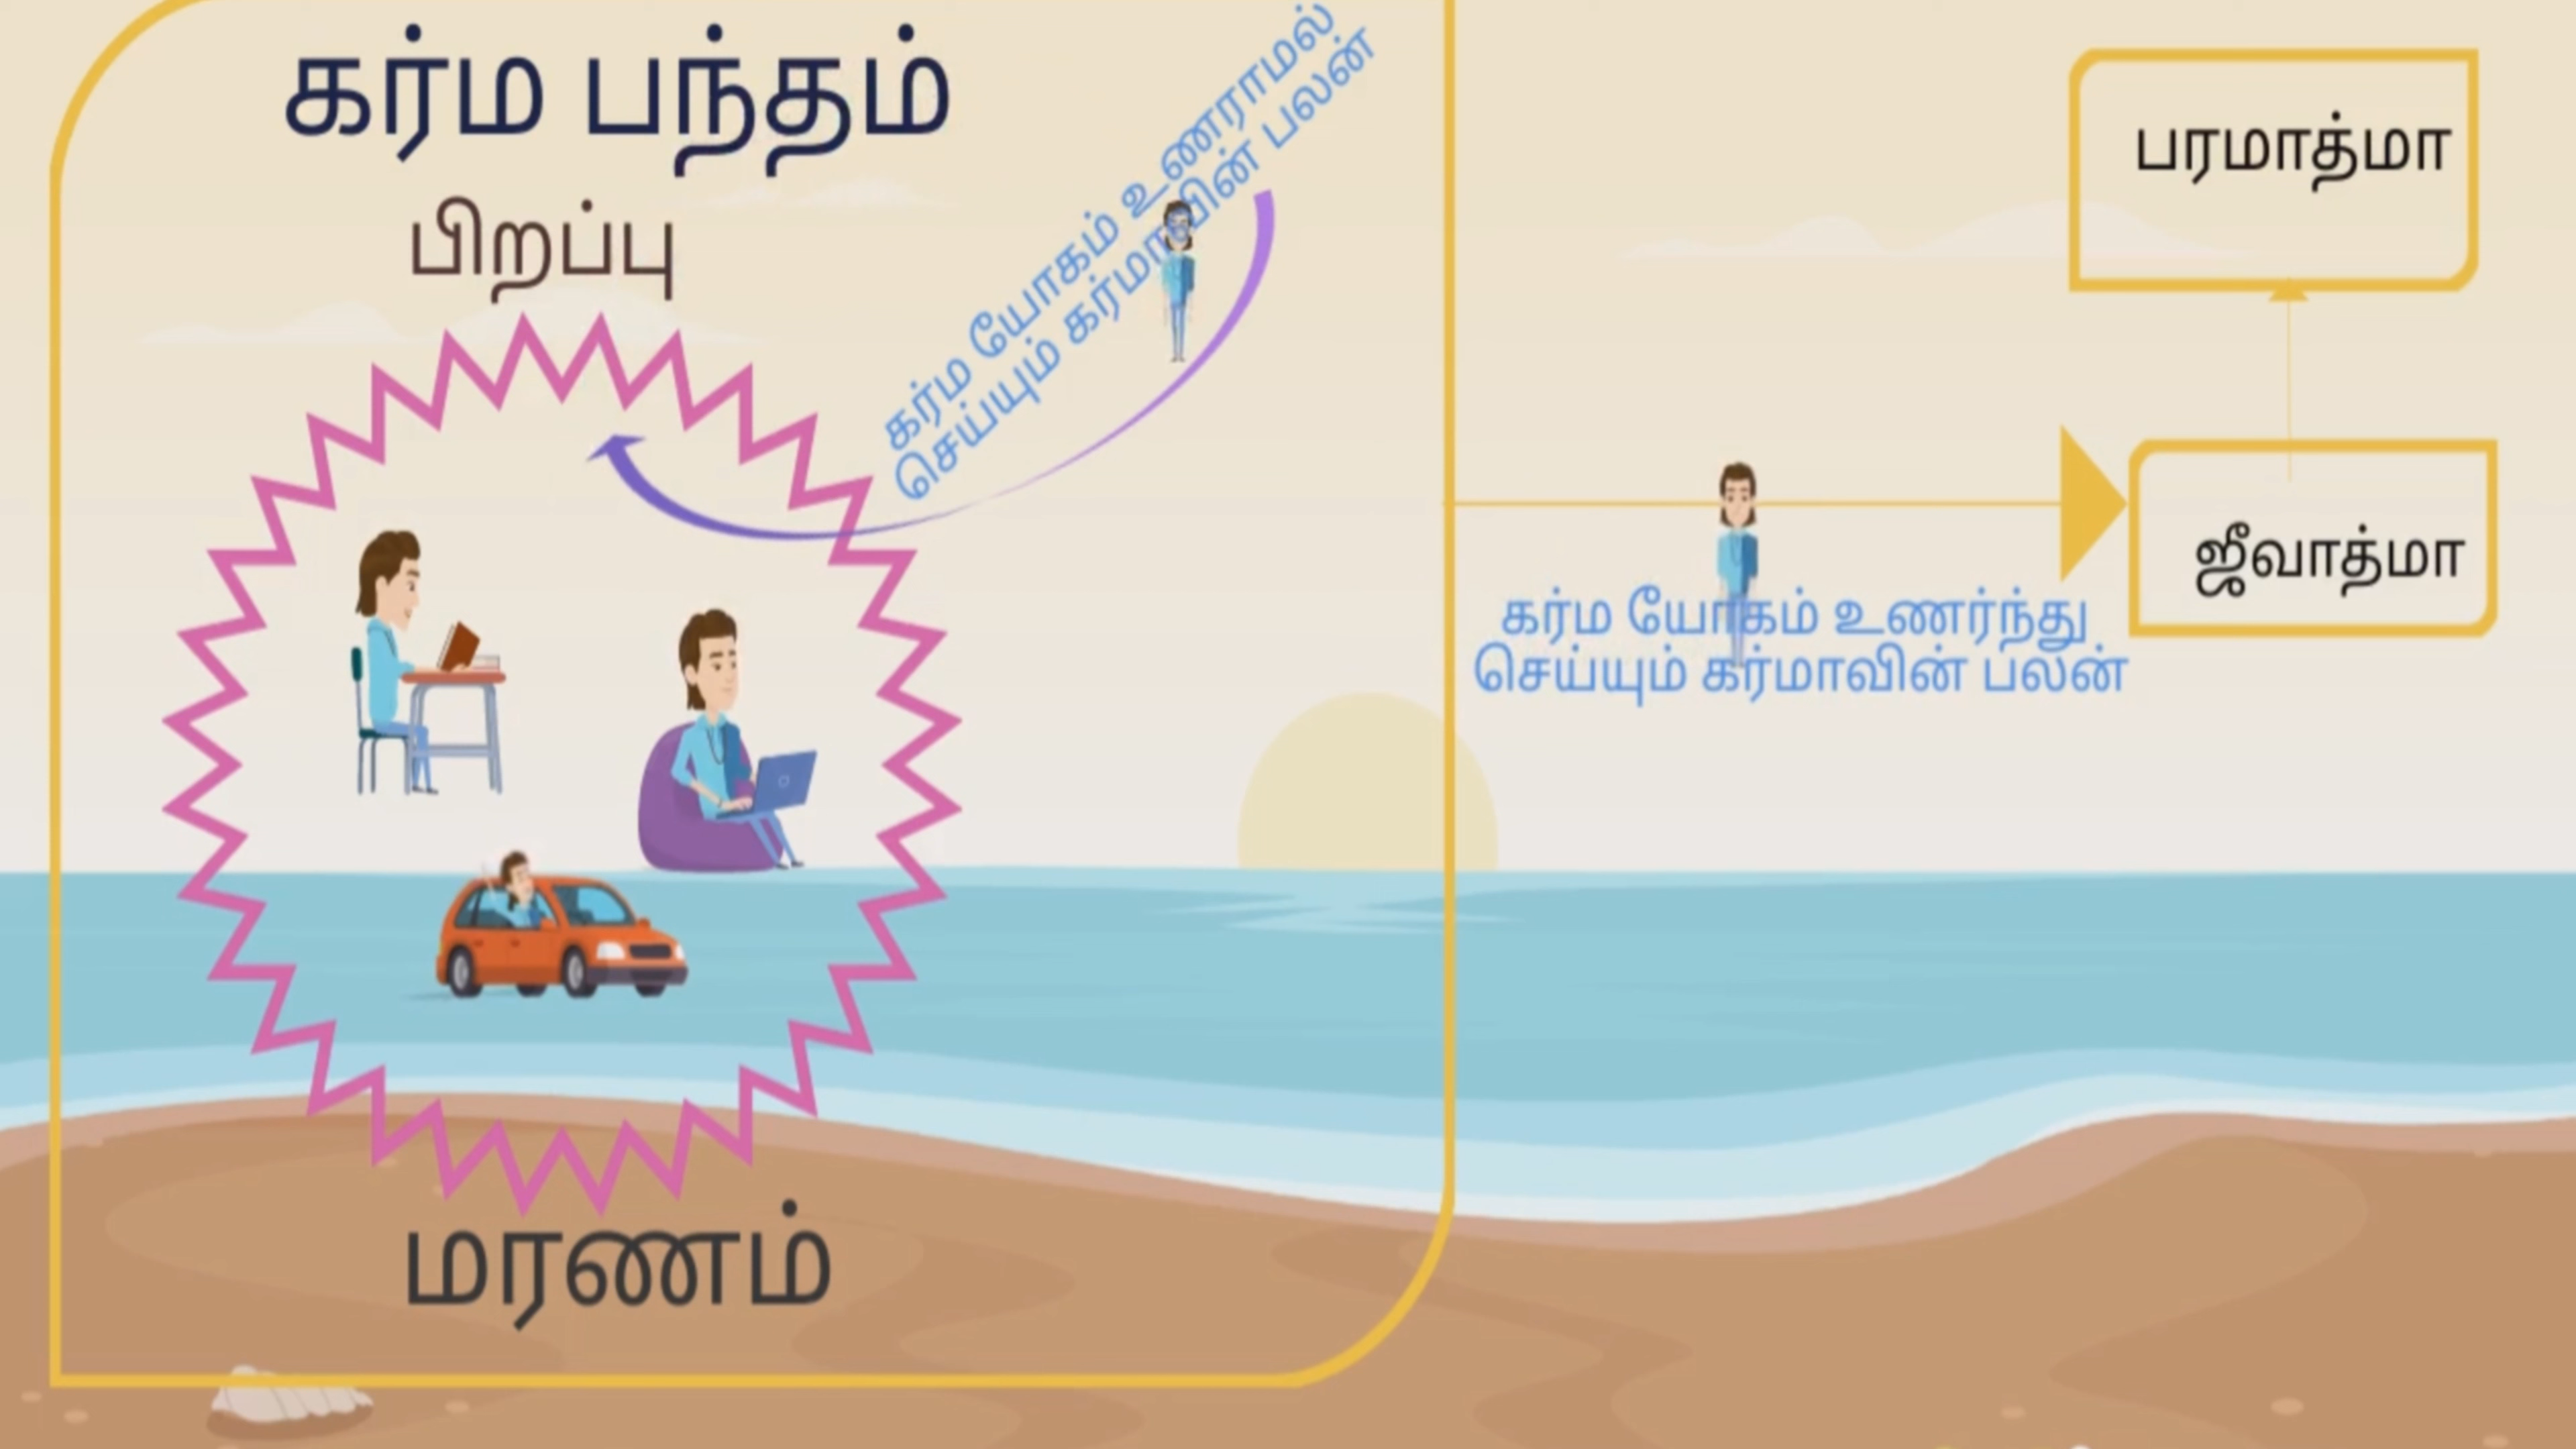 கர்ம பந்தம்
பிறப்பு
கர்ம யோகம் உணராமல்
செய்யும் கர்மாவின் பலன்
பரமாத்மா
ஜீவாத்மா
கர்ம யோகம் உணர்ந்து
செய்யும் கர்மாவின் பலன்
மரணம்